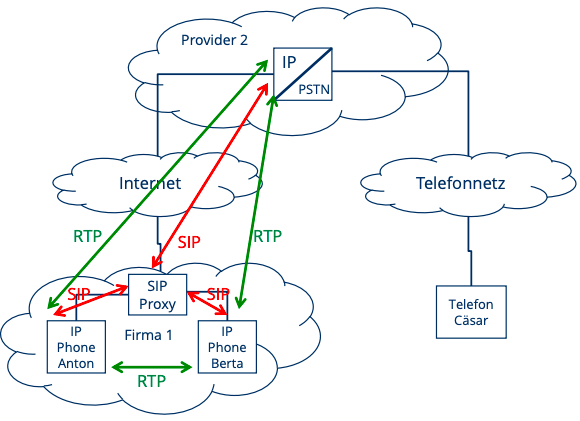 Provider 2
IP
PSTN
Internet
Telefonnetz
RTP
SIP
RTP
SIP
SIP
Proxy
SIP
Telefon
Cäsar
IP
Phone
Anton
Firma 1
IP
Phone
Berta
RTP